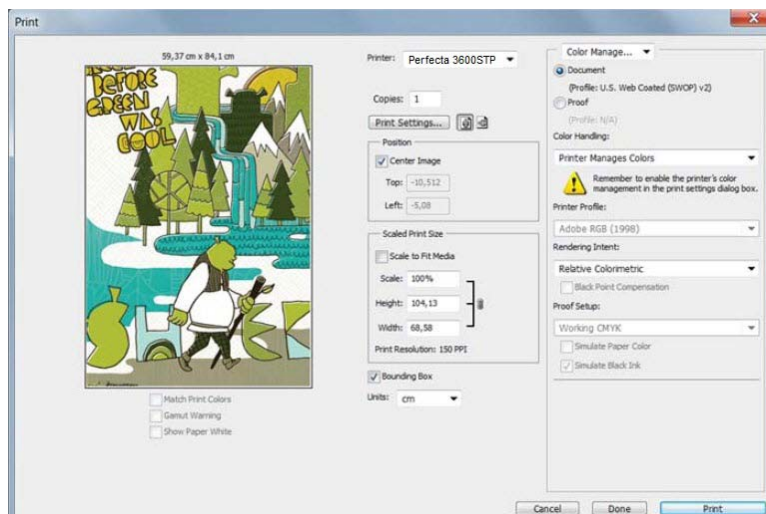 Print
59,37 cm x 84,1 cm
BEFORE
GREEN
WAS
COOL
SHREK
Match Print Colors
Gamut Warning
Show Paper White
Printer: Perfecta 3600STP
Copies: 1
Print Settings...
Position
Center Image
Top: -10,512
Left: -5,08
Scaled Print Size
Scale to Fit Media
Scale: 100%
Height: 104,13
Width: 68,58
Print Resolution: 150 PPI
Bounding Box
Units: cm
Color Manage...
Document
(Profile: U.S. Web Coated (SWOP) v2)
Proof
(Profile: N/A)
Color Handling:
Printer Manages Colors
Remember to enable the printer's color
management in the print settings dialog box.
Printer Profile:
Adobe RGB (1998)
Rendering Intent:
Relative Colorimetric
Black Point Compensation
Proof Setup:
Working CMYK
Simulate Paper Color
Simulate Black Ink
Cancel
Done
Print